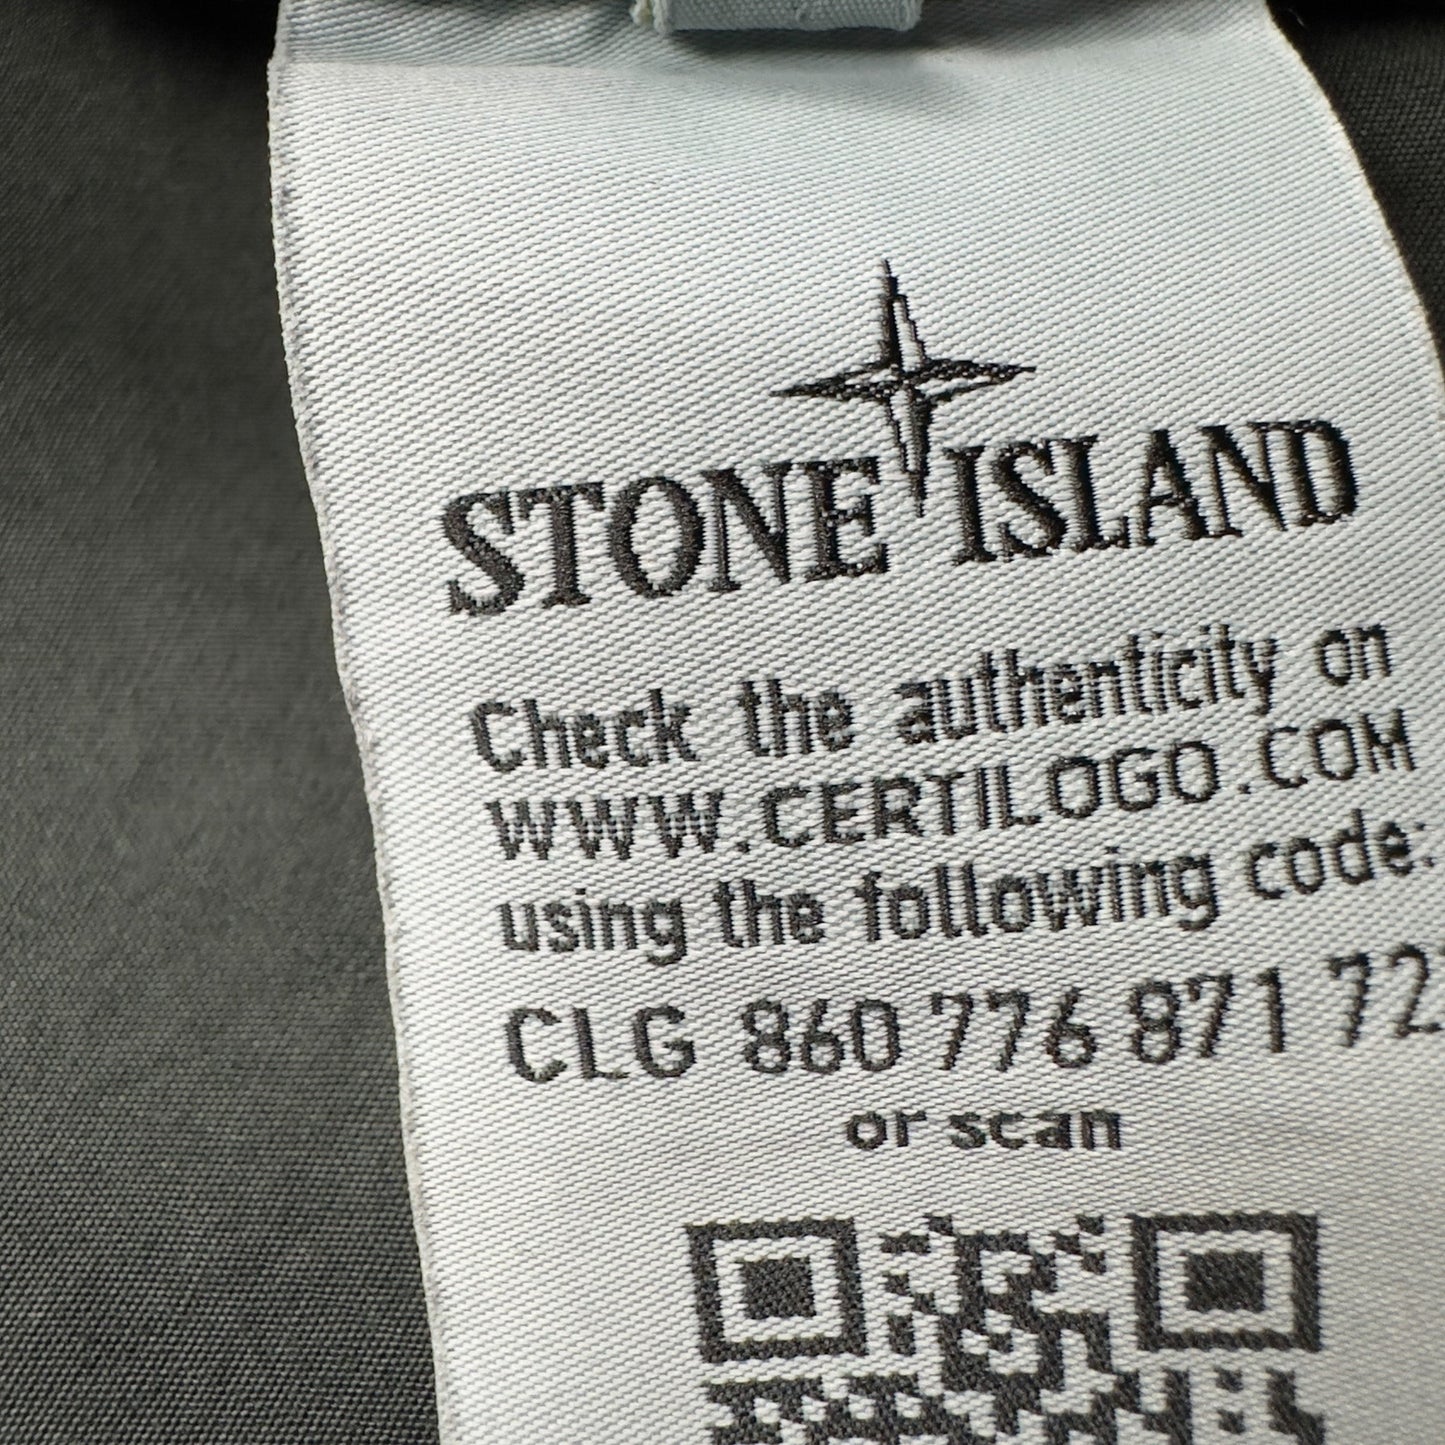 STONE ISLAND
Check the authenticity on
WWW.CERTILOGO.COM
using the following code:
CLG 860 776 871 72
or scan